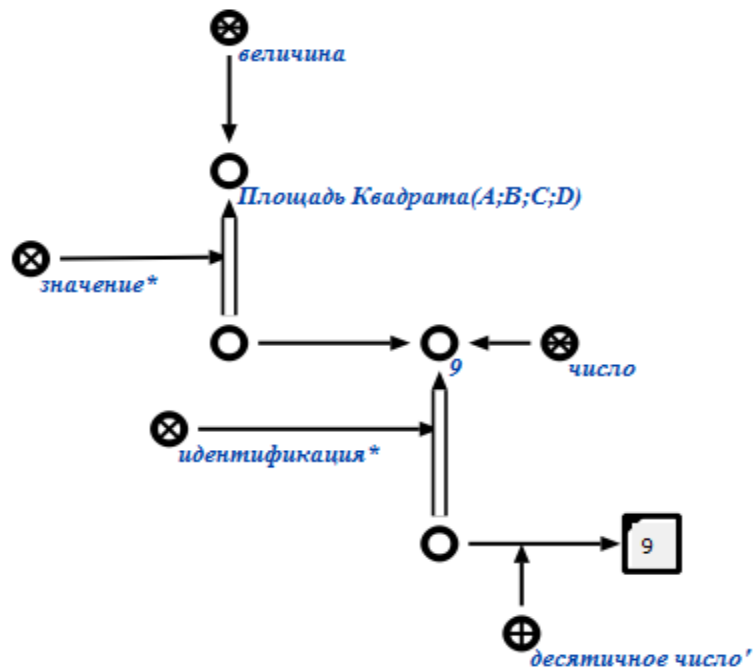 величина
Площадь Квадрата(A;B;C;D)
значение*
9
число
идентификация*
9
десятичное число'